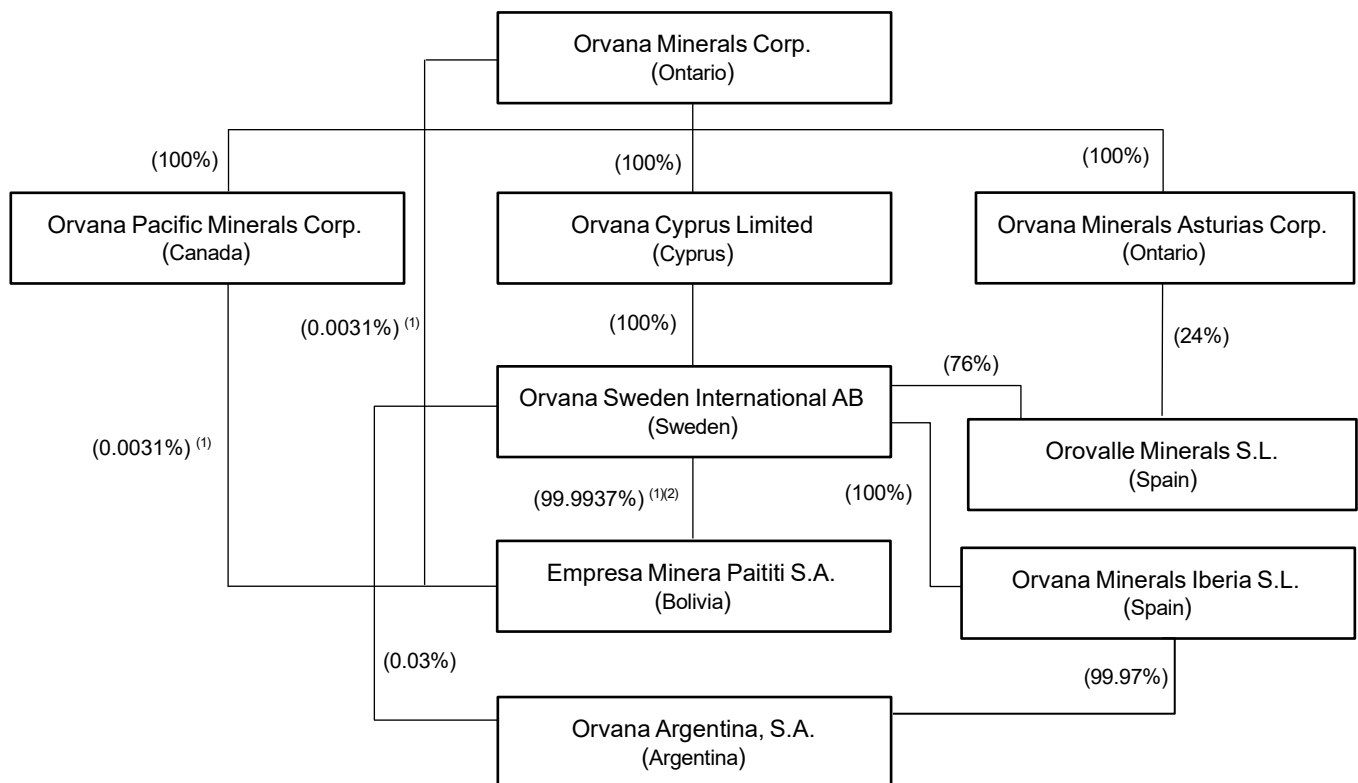 Orvana Minerals Corp.
(Ontario)
(100%)
(100%)
(100%)
Orvana Pacific Minerals Corp.
(Canada)
Orvana Cyprus Limited
(Cyprus)
Orvana Minerals Asturias Corp.
(Ontario)
(0.0031%) (1)
(100%)
(24%)
(76%)
Orvana Sweden International AB
(Sweden)
Orovalle Minerals S.L.
(Spain)
(0.0031%) (1)
(99.9937%) (1)(2)
(100%)
Empresa Minera Paititi S.A.
(Bolivia)
Orvana Minerals Iberia S.L.
(Spain)
(0.03%)
(99.97%)
Orvana Argentina, S.A.
(Argentina)